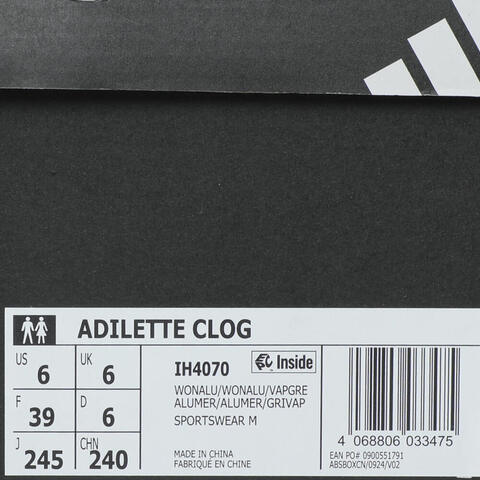 ADILETTE CLOG
US UK
6 6
F D
39 6
J CHN
245 240
IH4070 Inside
WONALU/WONALU/VAPGRE
ALUMER/ALUMER/GRIVAP
SPORTSWEAR M
MADE IN CHINA
FABRIQUÉ EN CHINE
4 068806 033475
EAN PO# 0900551791
ABSBOXCN/0924/V02